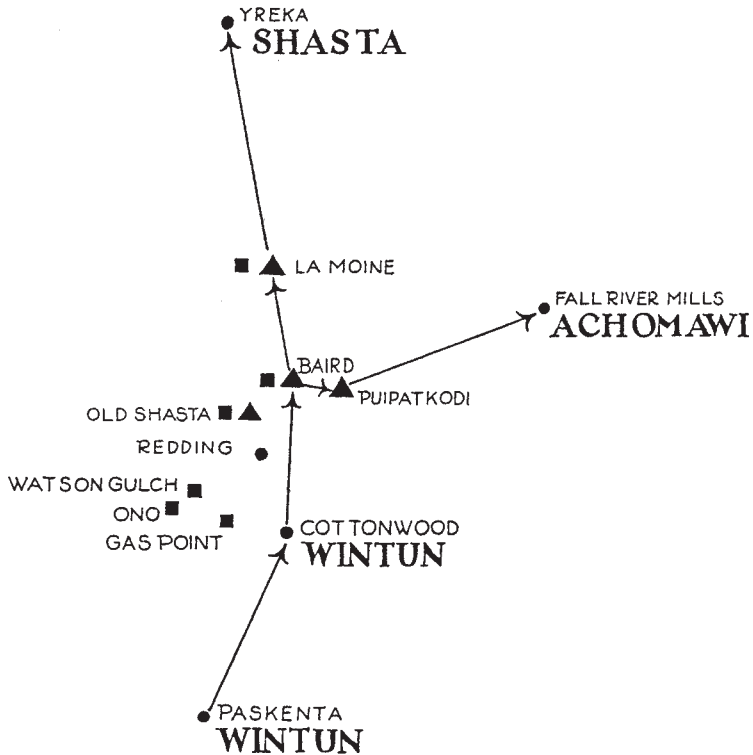 YREKA
SHASTA
LA MOINE
FALL RIVER MILLS
ACHOMAWI
BAIRD
PUIPATKODI
OLD SHASTA
REDDING
WATSON GULCH
ONO
GAS POINT
COTTONWOOD
WINTUN
PASKENTA
WINTUN